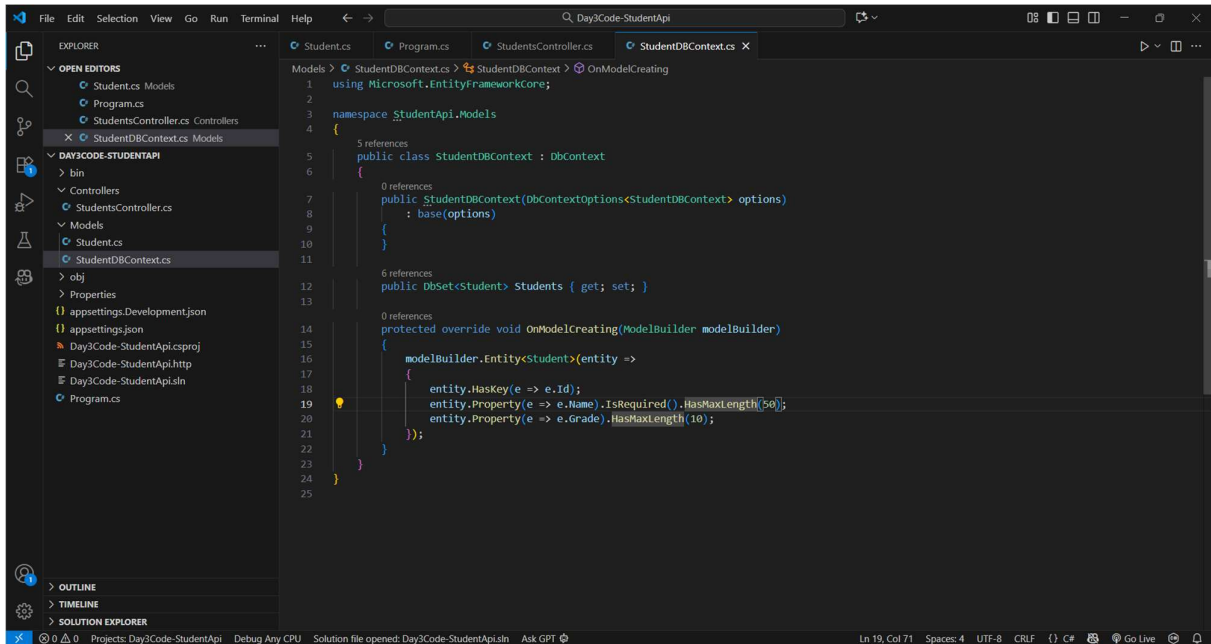 File Edit Selection View Go Run Terminal Help
Day3Code-StudentApi
EXPLORER
OPEN EDITORS
Student.cs Models
Program.cs
StudentsController.cs Controllers
StudentDBContext.cs Models
DAY3CODE-STUDENTAPI
bin
Controllers
StudentsController.cs
Models
Student.cs
StudentDBContext.cs
obj
Properties
{} appsettings.Development.json
{} appsettings.json
Day3Code-StudentApi.csproj
Day3Code-StudentApi.http
Day3Code-StudentApi.sln
Program.cs
OUTLINE
TIMELINE
SOLUTION EXPLORER
Student.cs Program.cs StudentsController.cs StudentDBContext.cs
Models > StudentDBContext.cs > StudentDBContext > OnModelCreating
1 using Microsoft.EntityFrameworkCore;
2
3 namespace StudentApi.Models
4 {
5 references
5 public class StudentDBContext : DbContext
6 {
0 references
7 public StudentDBContext(DbContextOptions<StudentDBContext> options)
8 : base(options)
9 {
10 }
11
6 references
12 public DbSet<Student> Students { get; set; }
13
0 references
14 protected override void OnModelCreating(ModelBuilder modelBuilder)
15 {
16 modelBuilder.Entity<Student>(entity =>
17 {
18 entity.HasKey(e => e.Id);
19 entity.Property(e => e.Name).IsRequired().HasMaxLength(50);
20 entity.Property(e => e.Grade).HasMaxLength(10);
21 });
22 }
23 }
24 }
25
1
1
0 0 Projects: Day3Code-StudentApi Debug Any CPU Solution file opened: Day3Code-StudentApi.sln Ask GPT Ln 19, Col 71 Spaces: 4 UTF-8 CRLF {} C# Go Live